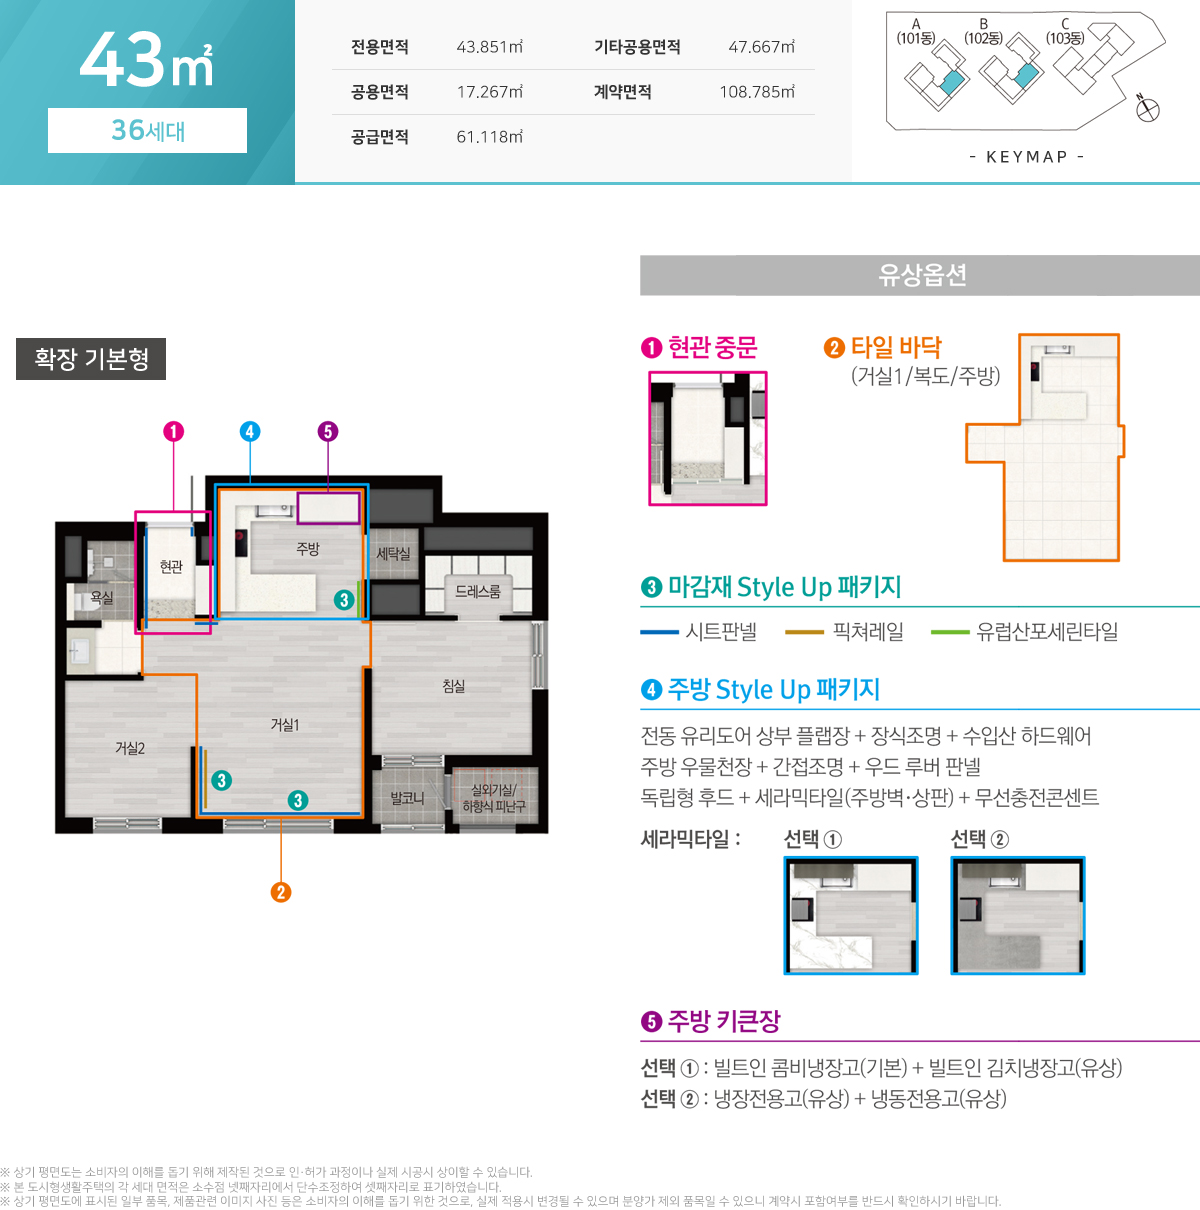 43㎡
36세대
전용면적 43.851㎡ 기타공용면적 47.667㎡
공용면적 17.267㎡ 계약면적 108.785㎡
공급면적 61.118㎡
A B C
(101동) (102동) (103동)
N
- KEYMAP -
유상옵션
확장 기본형
❶ 현관 중문
❷ 타일 바닥
(거실1/복도/주방)
❶ ❹ ❺
주방
세탁실
현관
욕실
드레스룸
❸
침실
거실1
거실2
❸
❸
발코니
실외기실/
하향식 피난구
❷
❸ 마감재 Style Up 패키지
시트판넬 픽쳐레일 유럽산포세린타일
❹ 주방 Style Up 패키지
전동 유리도어 상부 플랩장 + 장식조명 + 수입산 하드웨어
주방 우물천장 + 간접조명 + 우드 루버 판넬
독립형 후드 + 세라믹타일(주방벽·상판) + 무선충전콘센트
세라믹타일 : 선택 ① 선택 ②
❺ 주방 키큰장
선택 ① : 빌트인 콤비냉장고(기본) + 빌트인 김치냉장고(유상)
선택 ② : 냉장전용고(유상) + 냉동전용고(유상)
※ 상기 평면도는 소비자의 이해를 돕기 위해 제작된 것으로 인·허가 과정이나 실제 시공시 상이할 수 있습니다.
※ 본 도시형생활주택의 각 세대 면적은 소수점 넷째자리에서 단수조정하여 셋째자리로 표기하였습니다.
※ 상기 평면도에 표시된 일부 품목, 제품관련 이미지 사진 등은 소비자의 이해를 돕기 위한 것으로, 실제 적용시 변경될 수 있으며 분양가 제외 품목일 수 있으니 계약시 포함여부를 반드시 확인하시기 바랍니다.